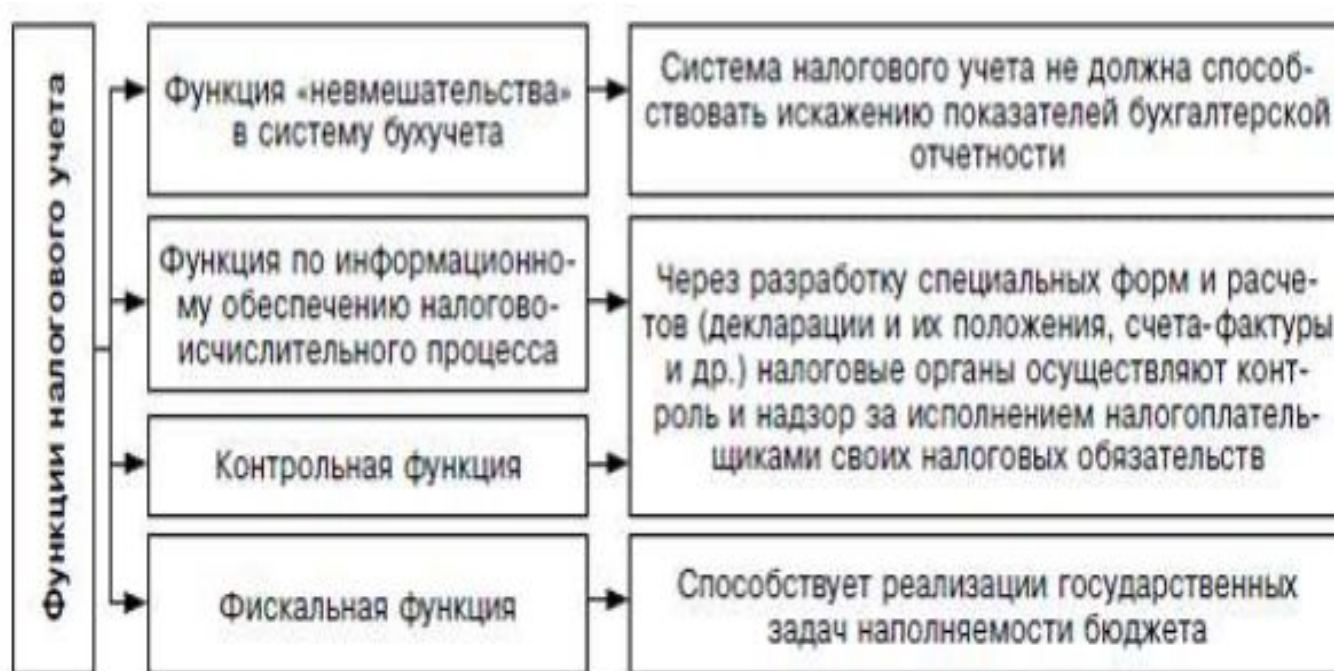 Функции налогового учета
Функция «невмешательства»
в систему бухучета
Система налогового учета не должна способ-
ствовать искажению показателей бухгалтерской
отчетности
Функция по информационно-
му обеспечению налогово-
исчислительного процесса
Через разработку специальных форм и расче-
тов (декларации и их положения, счета-фактуры
и др.) налоговые органы осуществляют конт-
роль и надзор за исполнением налогоплатель-
щиками своих налоговых обязательств
Контрольная функция
Фискальная функция
Способствует реализации государственных
задач наполняемости бюджета